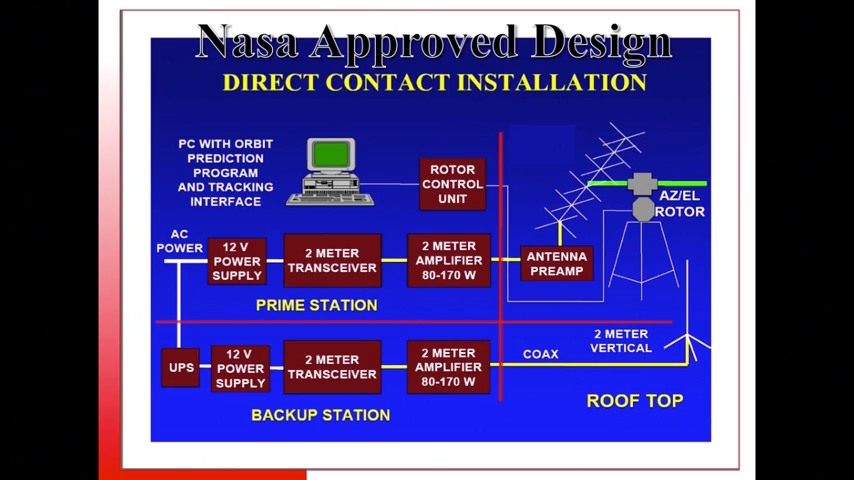 Nasa Approved Design
DIRECT CONTACT INSTALLATION
PC WITH ORBIT
PREDICTION
PROGRAM
AND TRACKING
INTERFACE
ROTOR
CONTROL
UNIT
AZ/EL
ROTOR
AC
POWER
12 V
POWER
SUPPLY
2 METER
TRANSCEIVER
2 METER
AMPLIFIER
80-170 W
ANTENNA
PREAMP
PRIME STATION
UPS
12 V
POWER
SUPPLY
2 METER
TRANSCEIVER
2 METER
AMPLIFIER
80-170 W
COAX
2 METER
VERTICAL
BACKUP STATION
ROOF TOP